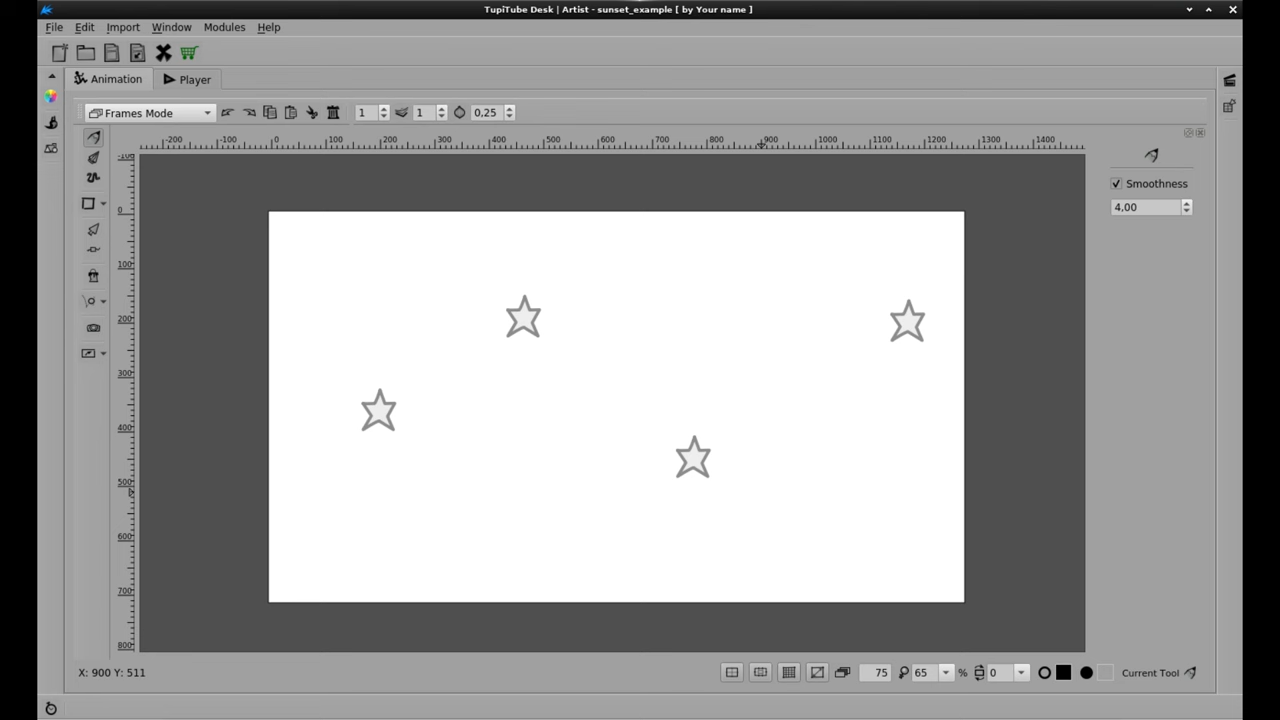 TupiTube Desk | Artist - sunset_example [ by Your name ]
File Edit Import Window Modules Help
Animation Player
Frames Mode 1 1 0,25
-200 -100 0 100 200 300 400 500 600 700 800 900 1000 1100 1200 1300 1400
-100
0
100
200
300
400
500
600
700
800
Smoothness
4,00
X: 900 Y: 511
75 65 % 0 Current Tool